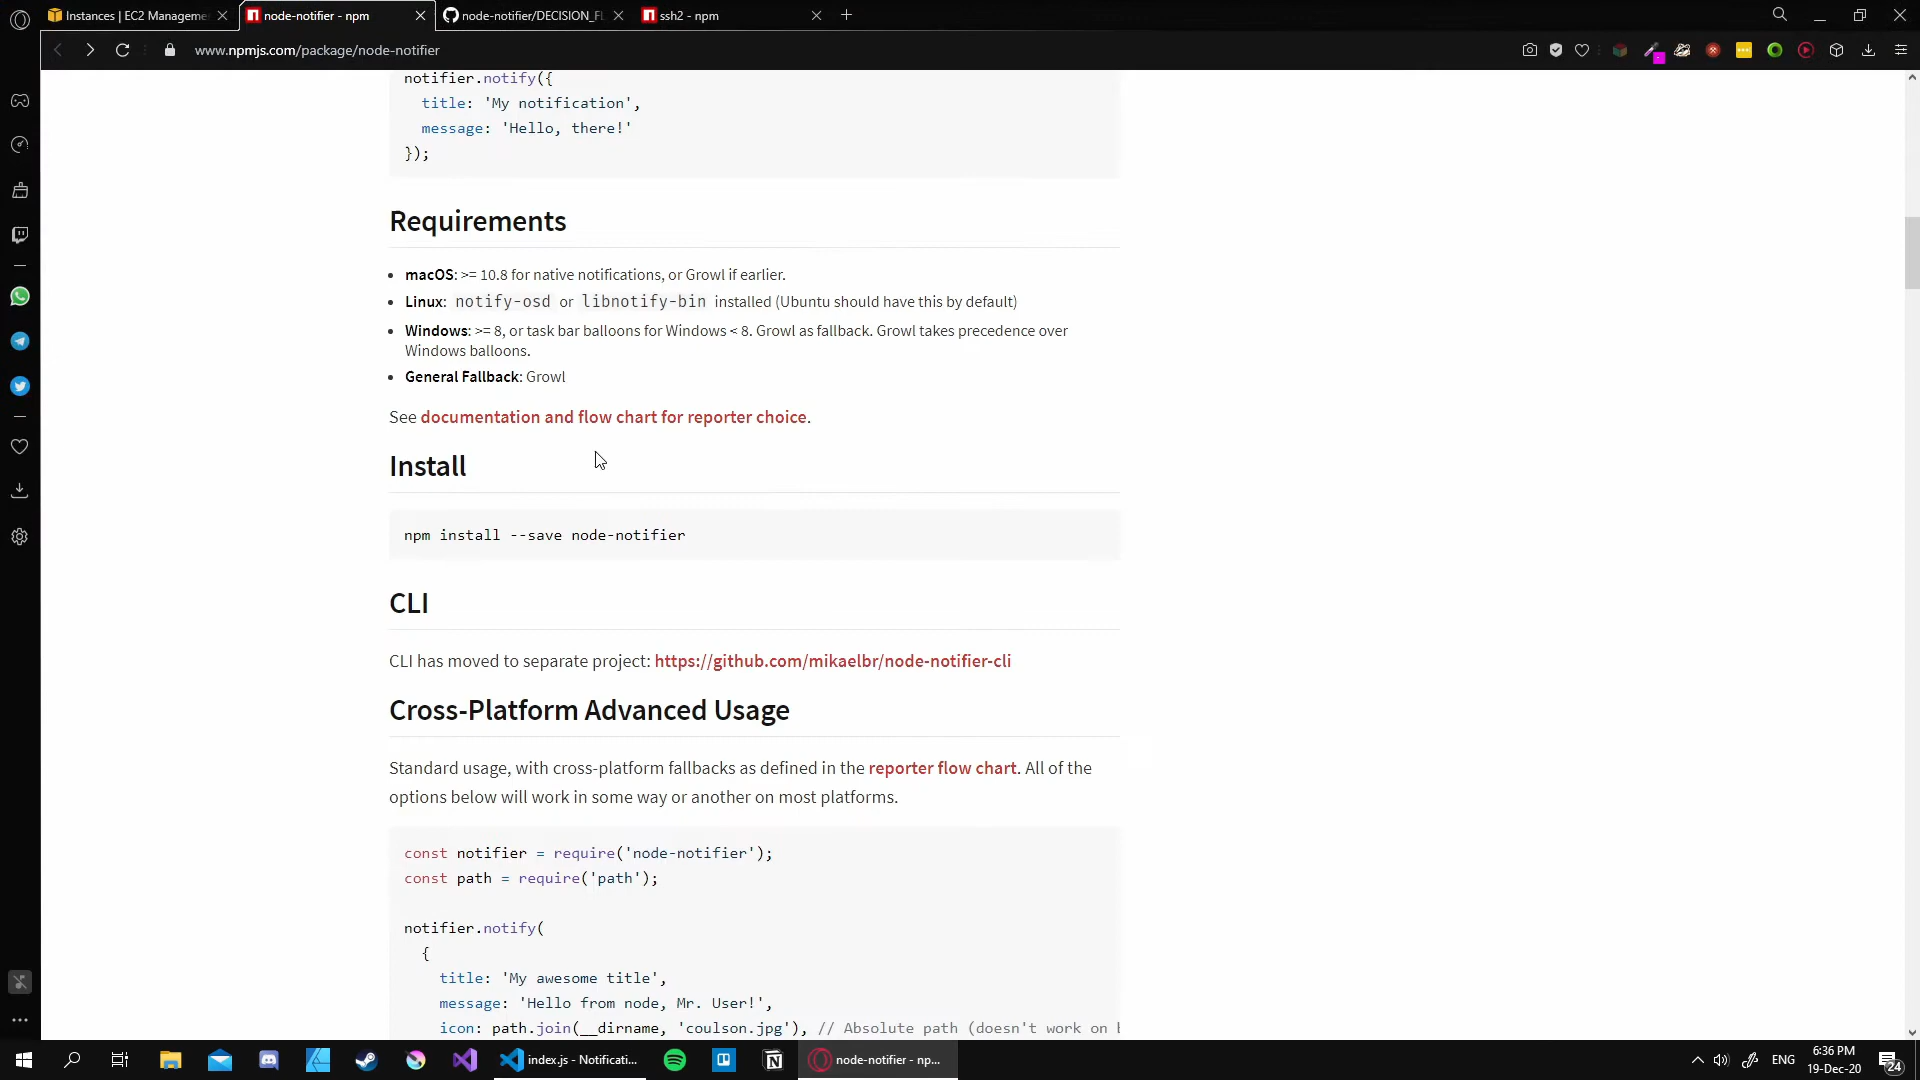 Instances | EC2 Manageme
node-notifier - npm
node-notifier/DECISION_FL
ssh2 - npm
www.npmjs.com/package/node-notifier
notifier.notify({
title: 'My notification',
message: 'Hello, there!'
});
Requirements
macOS: >= 10.8 for native notifications, or Growl if earlier.
Linux: notify-osd or libnotify-bin installed (Ubuntu should have this by default)
Windows: >= 8, or task bar balloons for Windows < 8. Growl as fallback. Growl takes precedence over
Windows balloons.
General Fallback: Growl
See documentation and flow chart for reporter choice.
Install
npm install --save node-notifier
CLI
CLI has moved to separate project: https://github.com/mikaelbr/node-notifier-cli
Cross-Platform Advanced Usage
Standard usage, with cross-platform fallbacks as defined in the reporter flow chart. All of the
options below will work in some way or another on most platforms.
const notifier = require('node-notifier');
const path = require('path');
notifier.notify(
{
title: 'My awesome title',
message: 'Hello from node, Mr. User!',
icon: path.join(__dirname, 'coulson.jpg'), // Absolute path (doesn't work on b
index.js - Notificati...
node-notifier - np...
ENG
6:36 PM
19-Dec-20
24